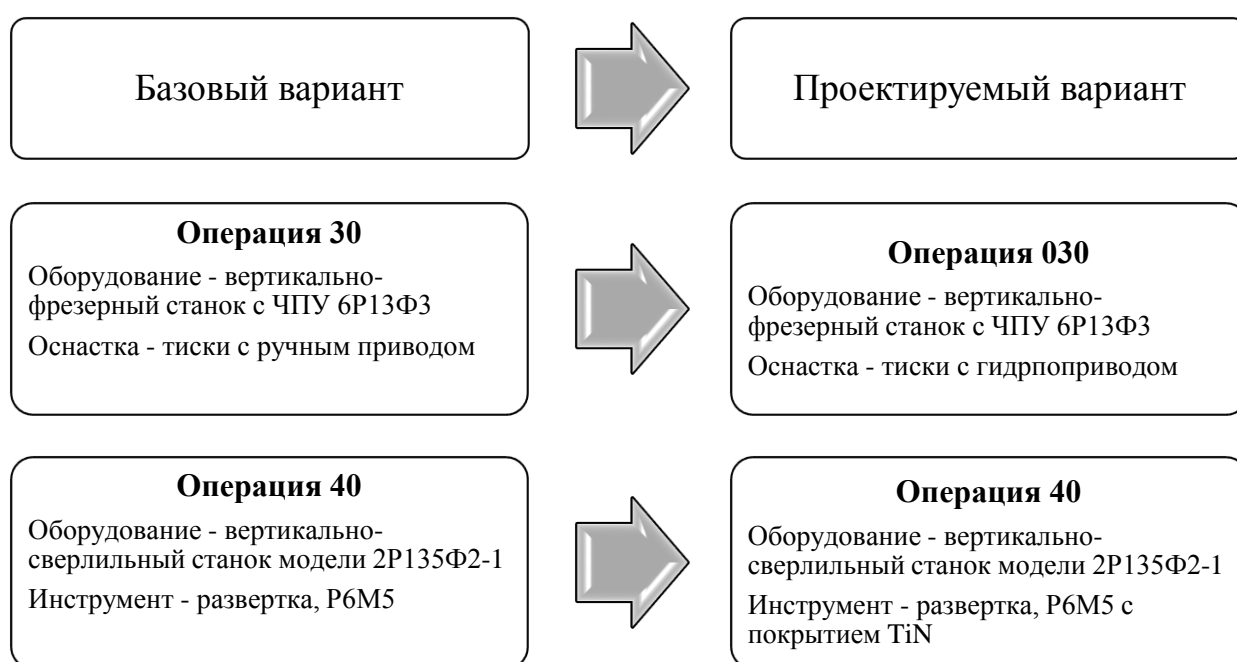 Базовый вариант
Проектируемый вариант
Операция 30
Оборудование - вертикально-
фрезерный станок с ЧПУ 6Р13Ф3
Оснастка - тиски с ручным приводом
Операция 030
Оборудование - вертикально-
фрезерный станок с ЧПУ 6Р13Ф3
Оснастка - тиски с гидрпоприводом
Операция 40
Оборудование - вертикально-
сверлильный станок модели 2Р135Ф2-1
Инструмент - развертка, Р6М5
Операция 40
Оборудование - вертикально-
сверлильный станок модели 2Р135Ф2-1
Инструмент - развертка, Р6М5 с
покрытием TiN